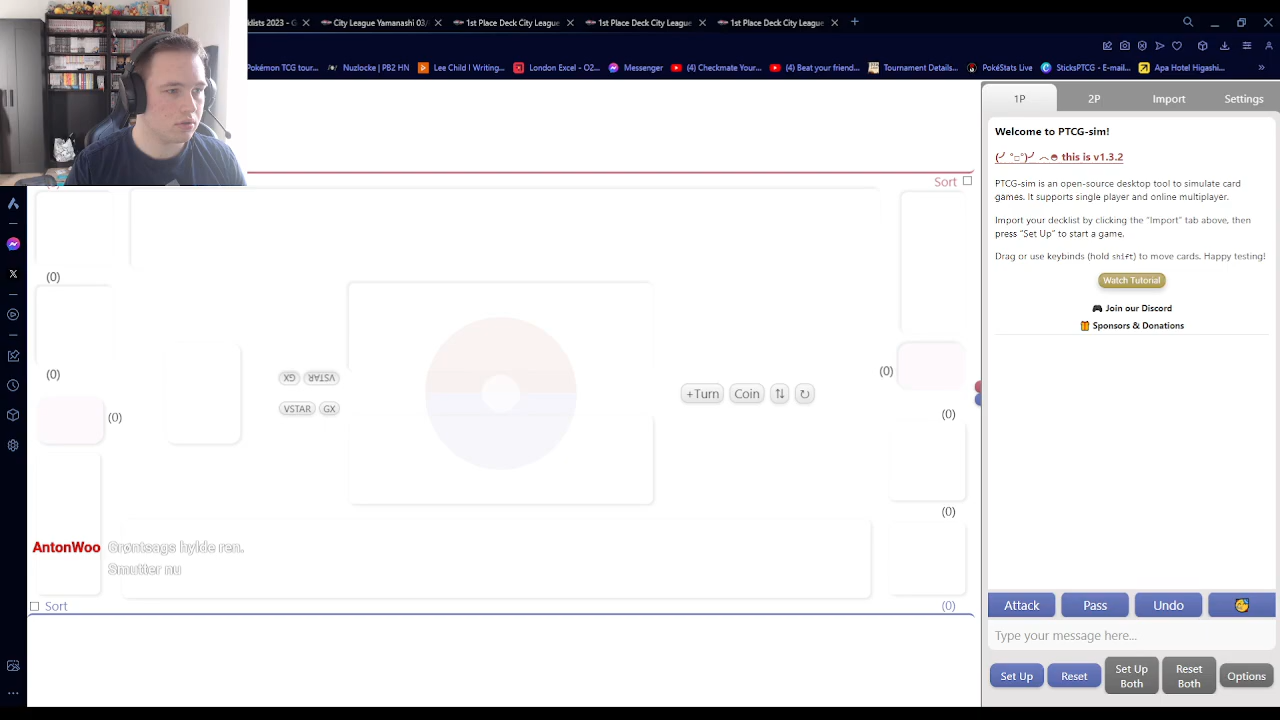 klists 2023 - G
City League Yamanashi 03/
1st Place Deck City League
1st Place Deck City League
1st Place Deck City League
Pokémon TCG tour...
Nuzlocke | PB2 HN
Lee Child I Writing...
London Excel - O2...
Messenger
(4) Checkmate Your...
(4) Beat your friend...
Tournament Details...
PokéStats Live
SticksPTCG - E-mail...
Apa Hotel Higashi...
»
1P
2P
Import
Settings
Welcome to PTCG-sim!
(╯°□°)╯ ︵ ◓ this is v1.3.2
PTCG-sim is an open-source desktop tool to simulate card
games. It supports single player and online multiplayer.
Import your decklist by clicking the "Import" tab above, then
press "Set Up" to start a game.
Drag or use keybinds (hold shift) to move cards. Happy testing!
Watch Tutorial
Join our Discord
Sponsors & Donations
Sort
(0)
(0)
(0)
VSTAR
GX
VSTAR
GX
+Turn
Coin
(0)
(0)
(0)
AntonWoo Grøntsags hylde ren.
Smutter nu
Sort
(0)
Attack
Pass
Undo
Type your message here...
Set Up
Reset
Set Up
Both
Reset
Both
Options